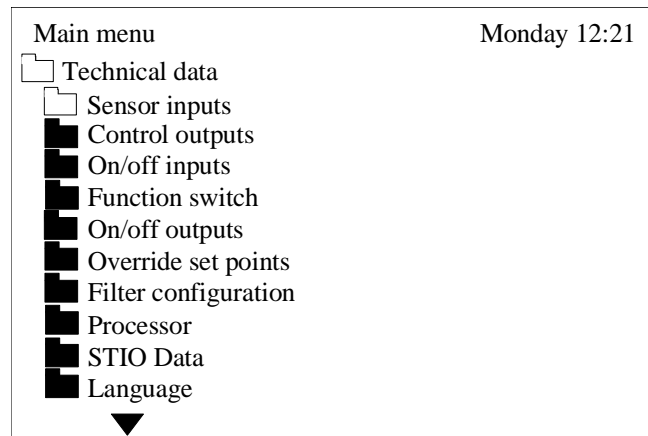 Main menu Monday 12:21
Technical data
Sensor inputs
Control outputs
On/off inputs
Function switch
On/off outputs
Override set points
Filter configuration
Processor
STIO Data
Language